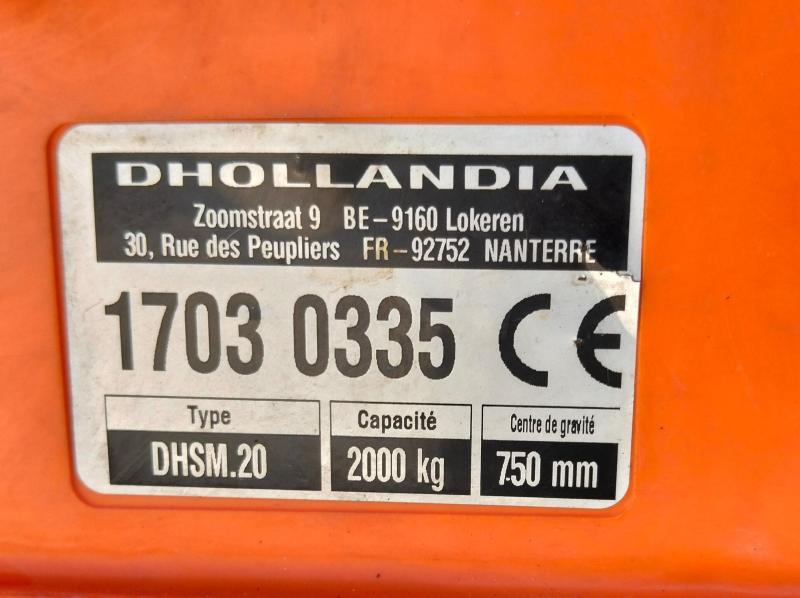 DHOLLANDIA
Zoomstraat 9 BE-9160 Lokeren
30, Rue des Peupliers FR-92752 NANTERRE
1703 0335 CE
Type Capacité Centre de gravité
DHSM.20 2000 kg 750 mm